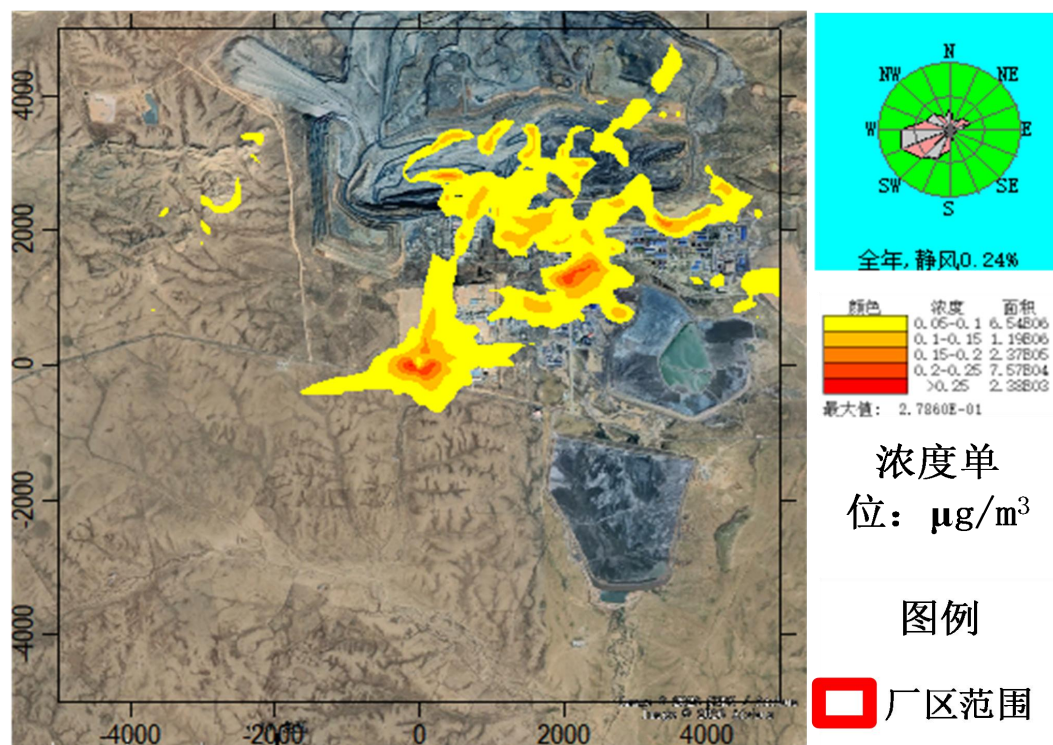 4000
2000
0
-2000
-4000
-4000
-2000
0
2000
4000
N
NW
NE
W
E
SW
SE
S
全年,静风0.24%
颜色 浓度 面积
0.05-0.1 6.54E06
0.1-0.15 1.19E06
0.15-0.2 2.37E05
0.2-0.25 7.57E04
>0.25 2.38E03
最大值: 2.7860E-01
浓度单
位：μg/m³
图例
厂区范围